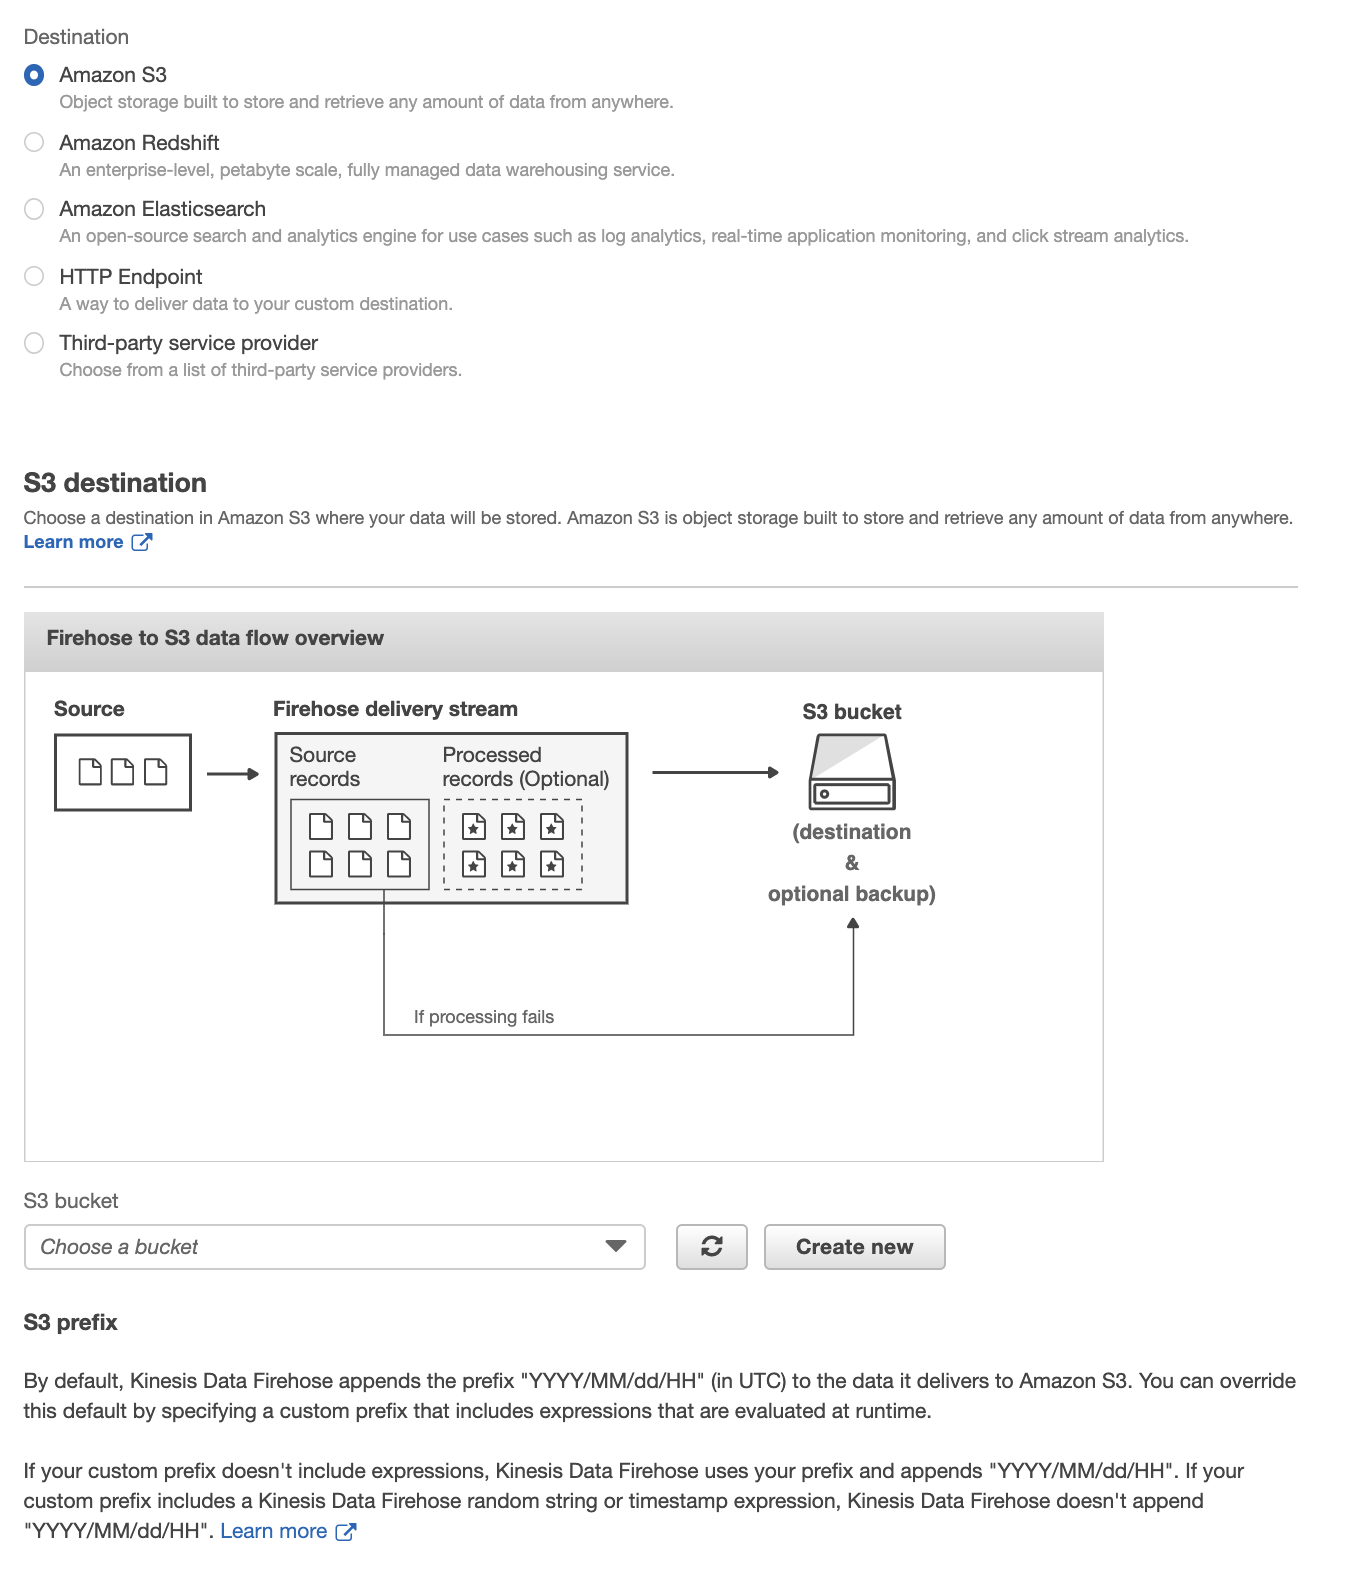 Destination
Amazon S3
Object storage built to store and retrieve any amount of data from anywhere.
Amazon Redshift
An enterprise-level, petabyte scale, fully managed data warehousing service.
Amazon Elasticsearch
An open-source search and analytics engine for use cases such as log analytics, real-time application monitoring, and click stream analytics.
HTTP Endpoint
A way to deliver data to your custom destination.
Third-party service provider
Choose from a list of third-party service providers.
S3 destination
Choose a destination in Amazon S3 where your data will be stored. Amazon S3 is object storage built to store and retrieve any amount of data from anywhere.
Learn more
Firehose to S3 data flow overview
Source
Firehose delivery stream
S3 bucket
Source
records
Processed
records (Optional)
(destination
&
optional backup)
If processing fails
S3 bucket
Choose a bucket
Create new
S3 prefix
By default, Kinesis Data Firehose appends the prefix "YYYY/MM/dd/HH" (in UTC) to the data it delivers to Amazon S3. You can override
this default by specifying a custom prefix that includes expressions that are evaluated at runtime.
If your custom prefix doesn't include expressions, Kinesis Data Firehose uses your prefix and appends "YYYY/MM/dd/HH". If your
custom prefix includes a Kinesis Data Firehose random string or timestamp expression, Kinesis Data Firehose doesn't append
"YYYY/MM/dd/HH". Learn more